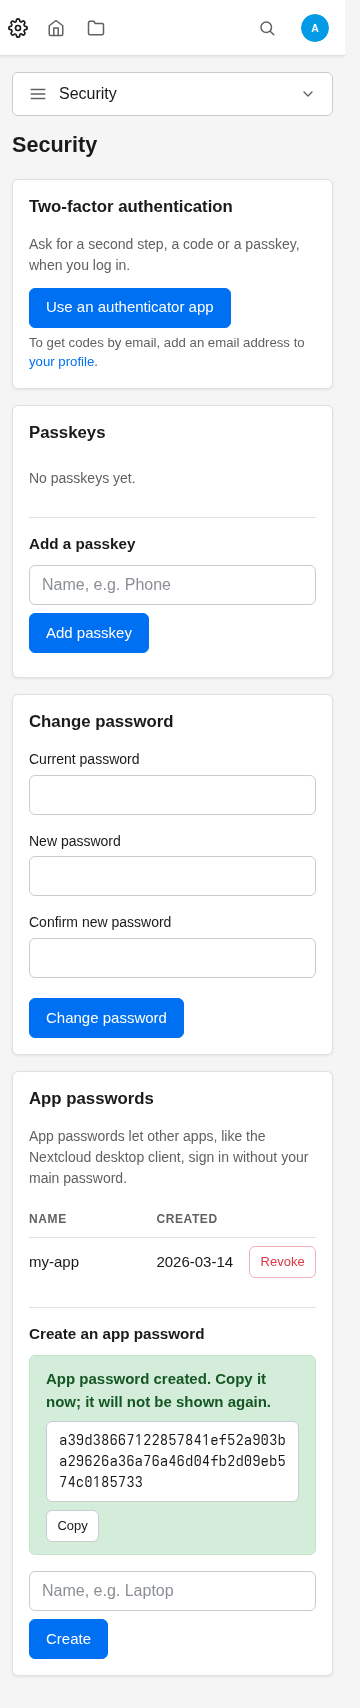 A
Security
Security
Two-factor authentication
Ask for a second step, a code or a passkey,
when you log in.
Use an authenticator app
To get codes by email, add an email address to
your profile.
Passkeys
No passkeys yet.
Add a passkey
Name, e.g. Phone
Add passkey
Change password
Current password
New password
Confirm new password
Change password
App passwords
App passwords let other apps, like the
Nextcloud desktop client, sign in without your
main password.
NAME CREATED
my-app 2026-03-14 Revoke
Create an app password
App password created. Copy it
now; it will not be shown again.
a39d38667122857841ef52a903b
a29626a36a76a46d04fb2d09eb5
74c0185733
Copy
Name, e.g. Laptop
Create